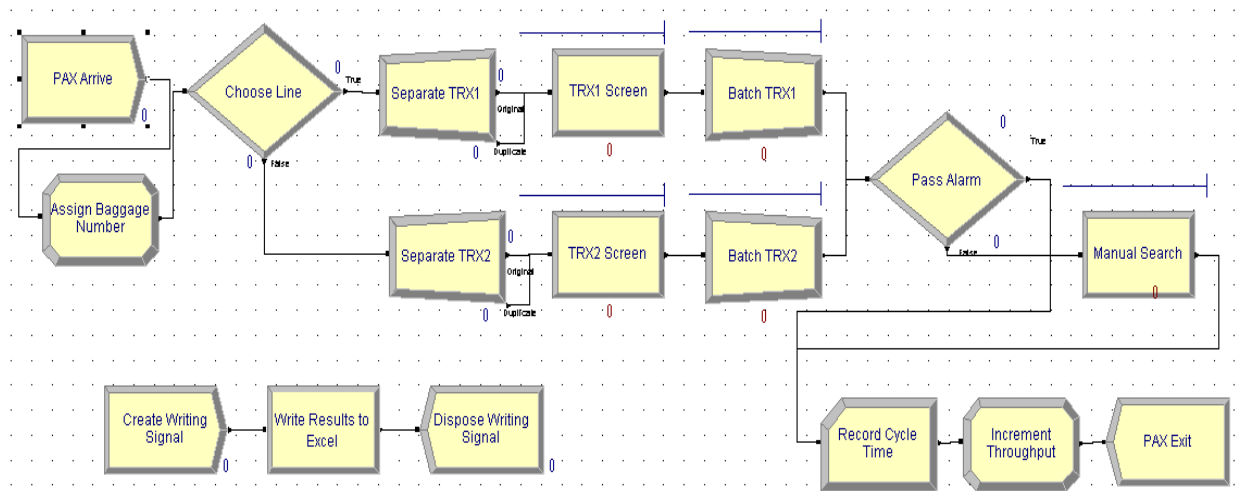 PAX Arrive
0
Assign Baggage
Number
Choose Line
0
True
0
False
Separate TRX1
0
Original
0
Duplicate
TRX1 Screen
0
Batch TRX1
0
Separate TRX2
0
Original
0
Duplicate
TRX2 Screen
0
Batch TRX2
0
Pass Alarm
0
True
0
False
Manual Search
0
Create Writing
Signal
0
Write Results to
Excel
Dispose Writing
Signal
0
Record Cycle
Time
Increment
Throughput
PAX Exit